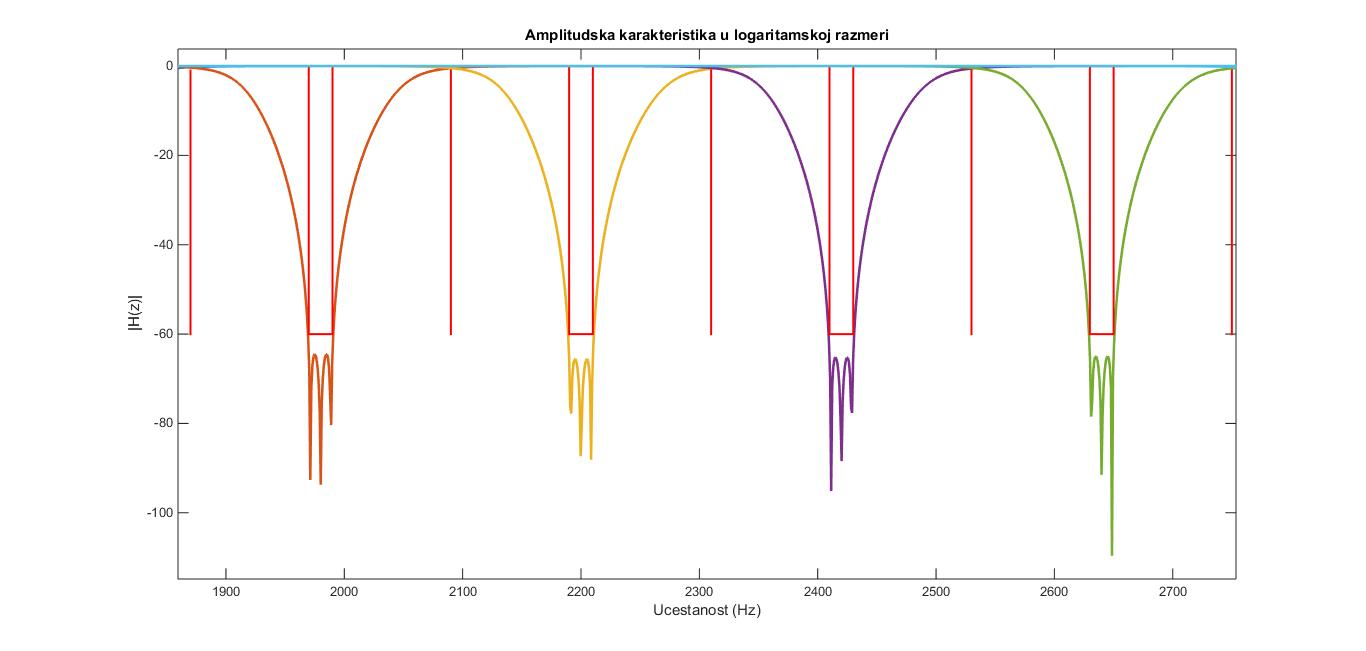 Amplitudska karakteristika u logaritamskoj razmeri
0
-20
-40
-60
-80
-100
|H(z)|
1900 2000 2100 2200 2300 2400 2500 2600 2700
Ucestanost (Hz)